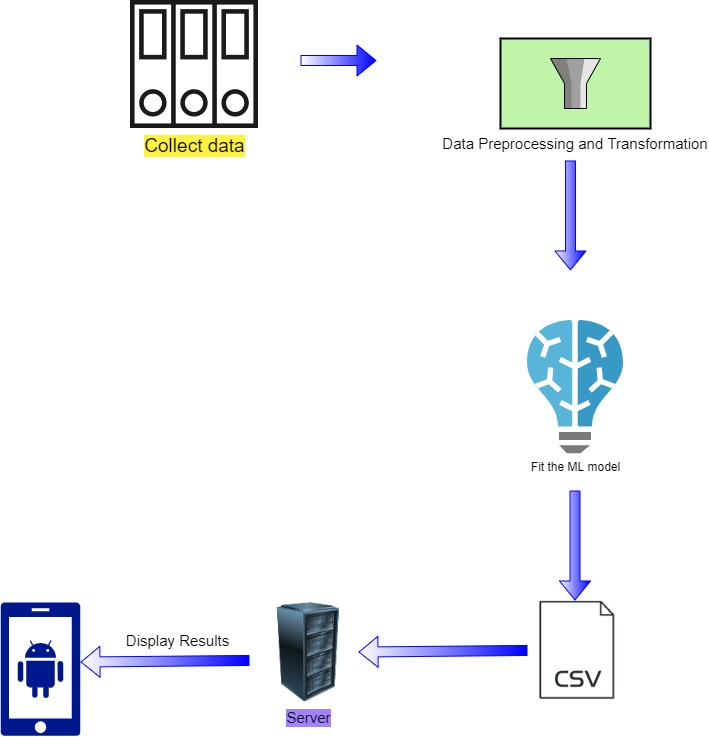 Collect data
Data Preprocessing and Transformation
Fit the ML model
CSV
Display Results
Server